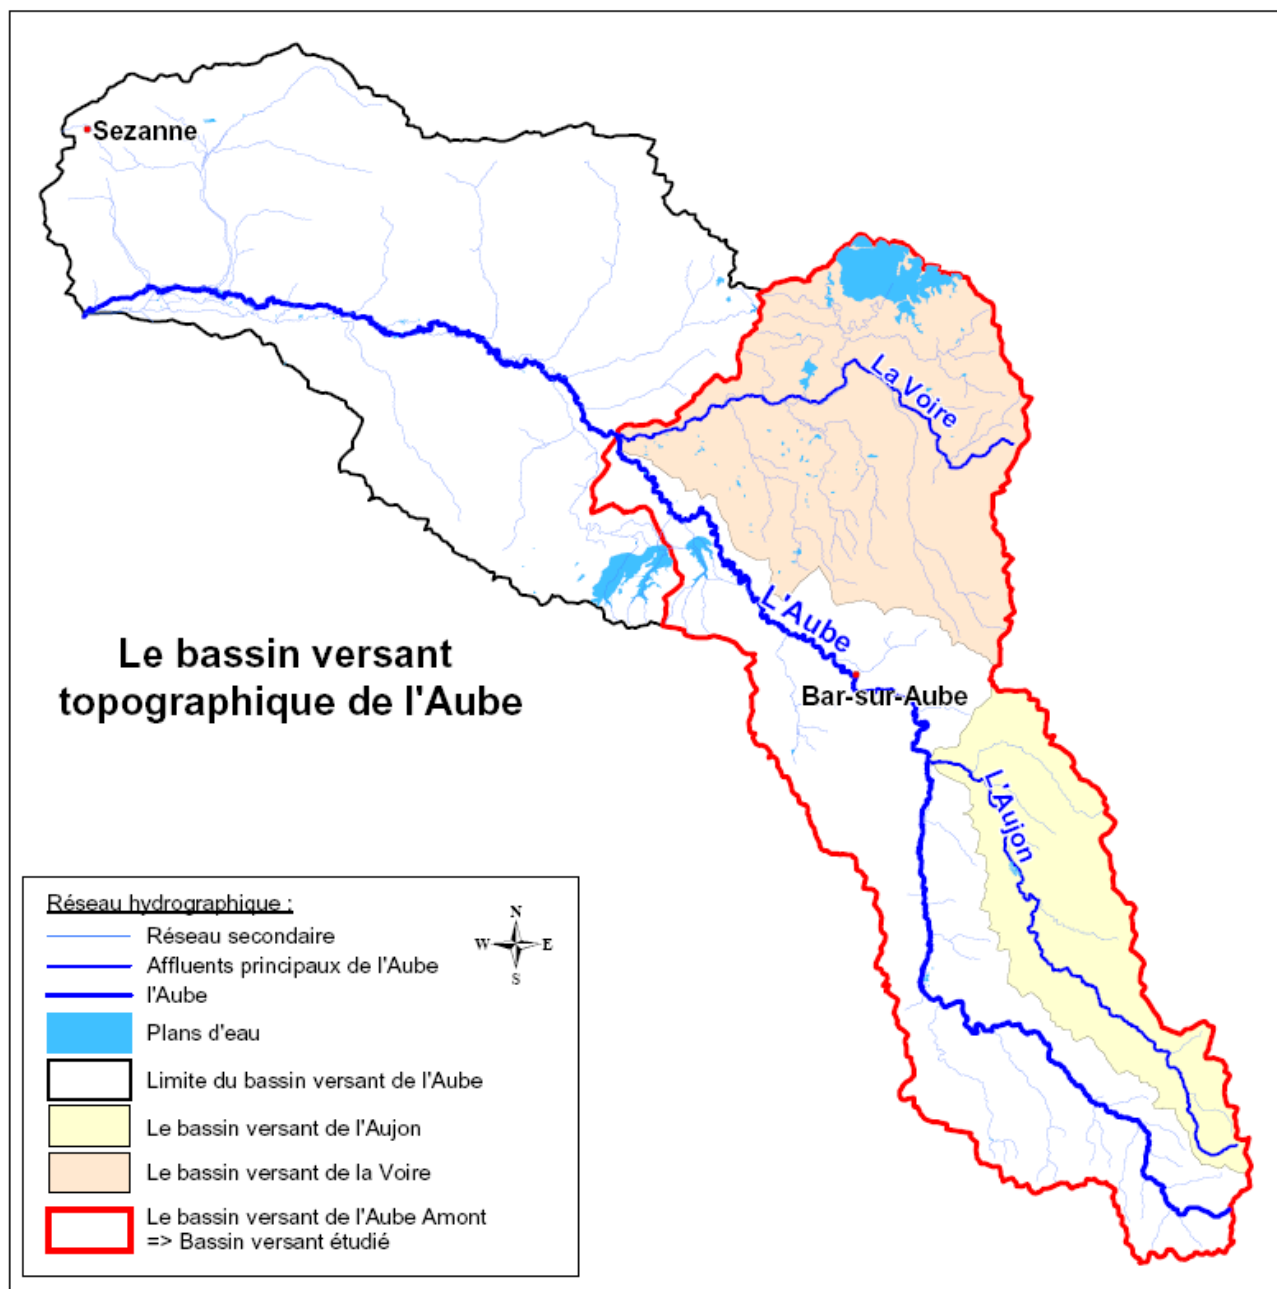 Sezanne
La Voire
L'Aube
Le bassin versant
topographique de l'Aube
Bar-sur-Aube
L'Aujon
Réseau hydrographique :
N
W E
S
Réseau secondaire
Affluents principaux de l'Aube
l'Aube
Plans d'eau
Limite du bassin versant de l'Aube
Le bassin versant de l'Aujon
Le bassin versant de la Voire
Le bassin versant de l'Aube Amont
=> Bassin versant étudié